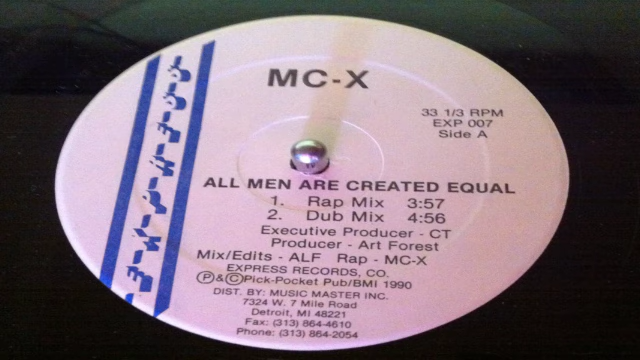 MC-X
33 1/3 RPM
EXP 007
Side A
ALL MEN ARE CREATED EQUAL
1. Rap Mix 3:57
2. Dub Mix 4:56
Executive Producer - CT
Producer - Art Forest
Mix/Edits - ALF Rap - MC-X
EXPRESS RECORDS, CO.
Ⓟ&ⒸPick-Pocket Pub/BMI 1990
DIST. BY: MUSIC MASTER INC.
7324 W. 7 Mile Road
Detroit, MI 48221
Fax: (313) 864-4610
Phone: (313) 864-2054